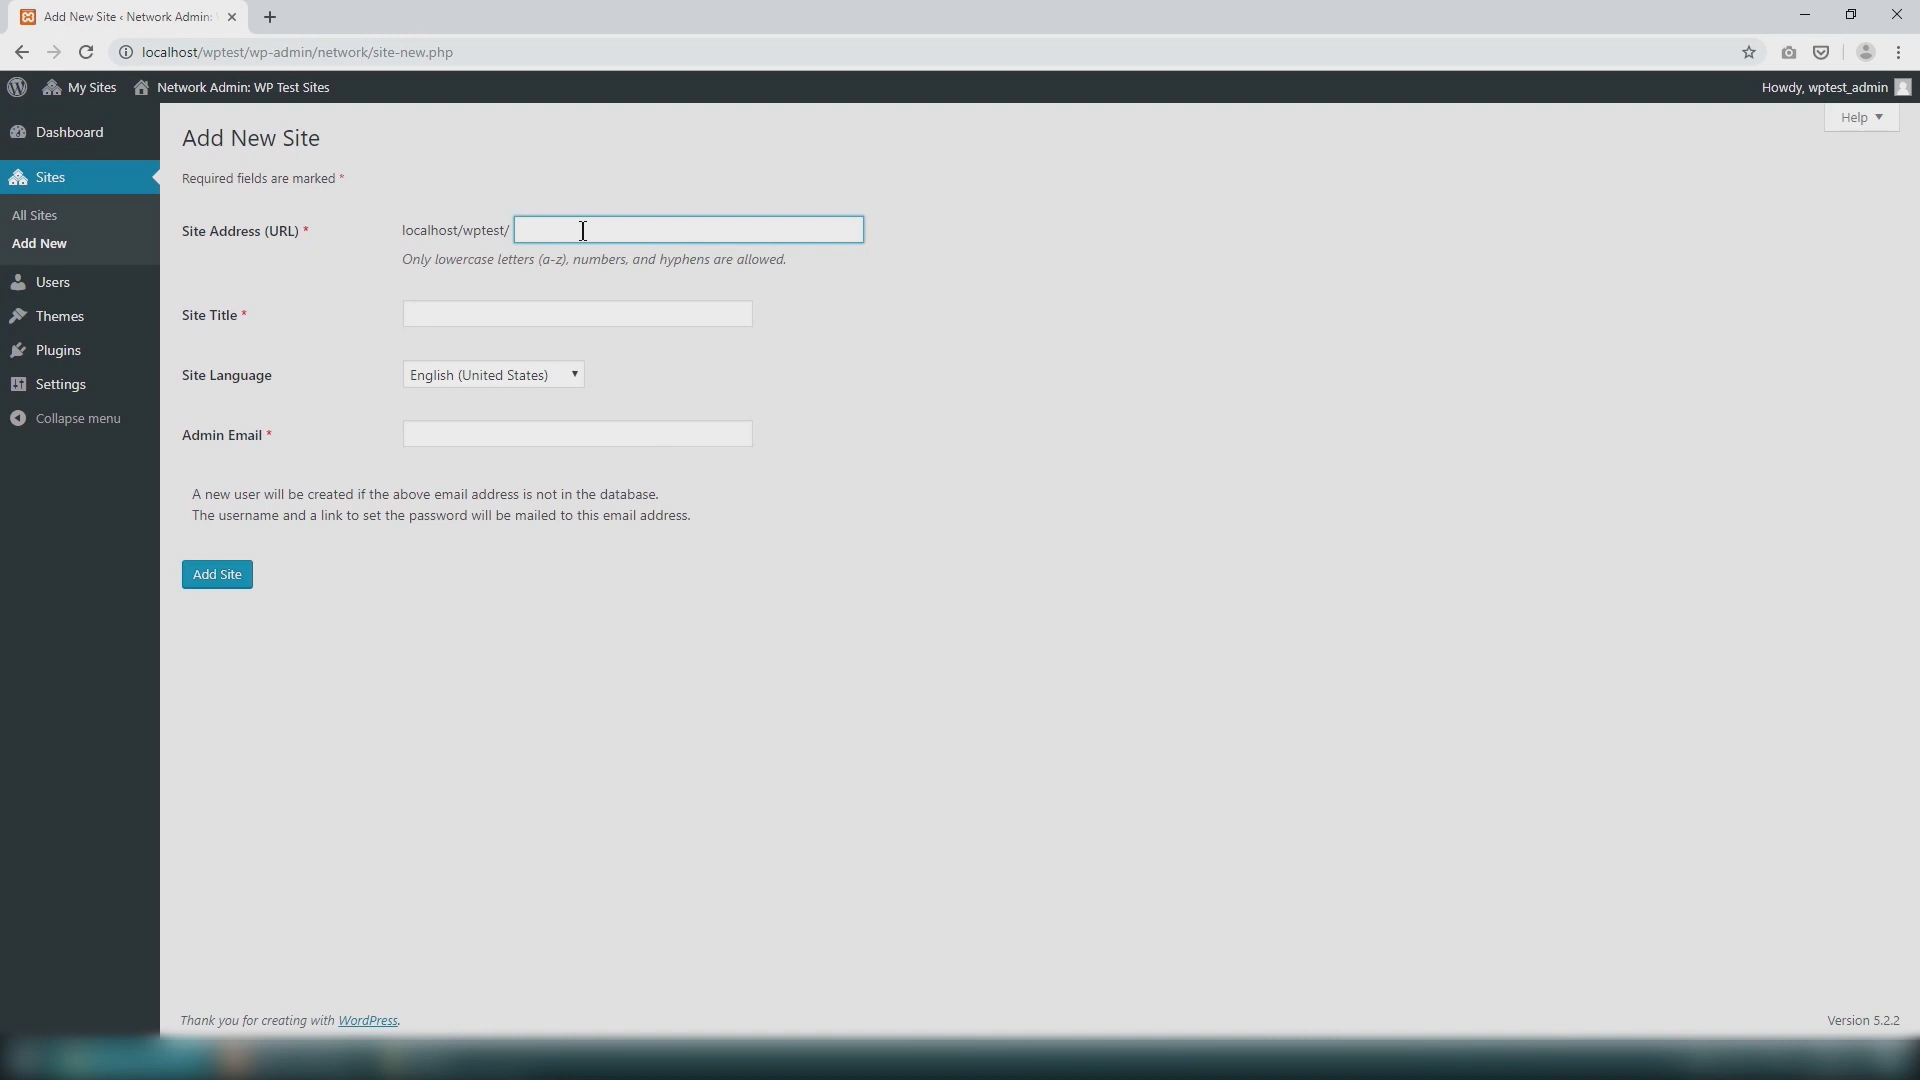 Add New Site ‹ Network Admin:
localhost/wptest/wp-admin/network/site-new.php
My Sites
Network Admin: WP Test Sites
Howdy, wptest_admin
Dashboard
Sites
All Sites
Add New
Users
Themes
Plugins
Settings
Collapse menu
Help
Add New Site
Required fields are marked *
Site Address (URL) *
localhost/wptest/
Only lowercase letters (a-z), numbers, and hyphens are allowed.
Site Title *
Site Language
English (United States)
Admin Email *
A new user will be created if the above email address is not in the database.
The username and a link to set the password will be mailed to this email address.
Add Site
Thank you for creating with WordPress.
Version 5.2.2